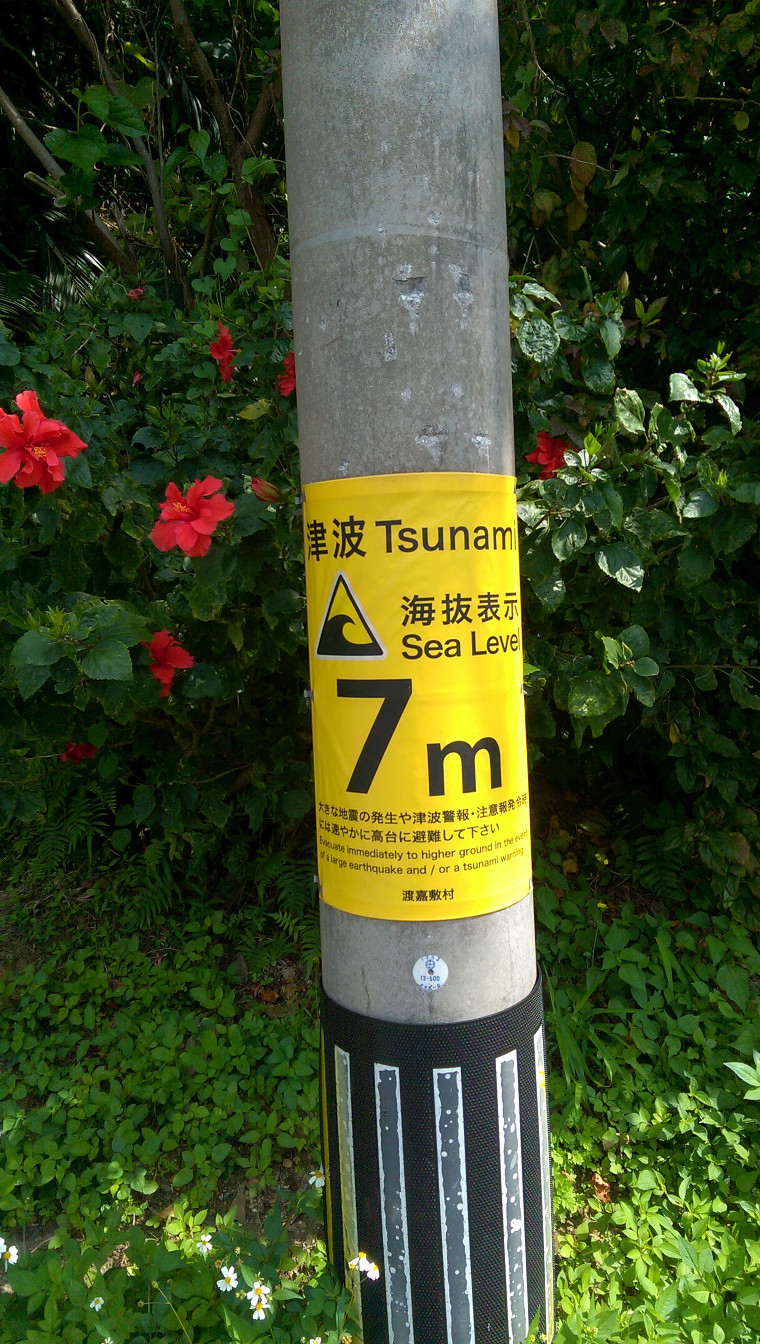 津波 Tsunami
海抜表示
Sea Level
7m
大きな地震の発生や津波警報・注意報発令時
には速やかに高台に避難して下さい
Evacuate immediately to higher ground in the event
of a large earthquake and / or a tsunami warning.
渡嘉敷村
13-500